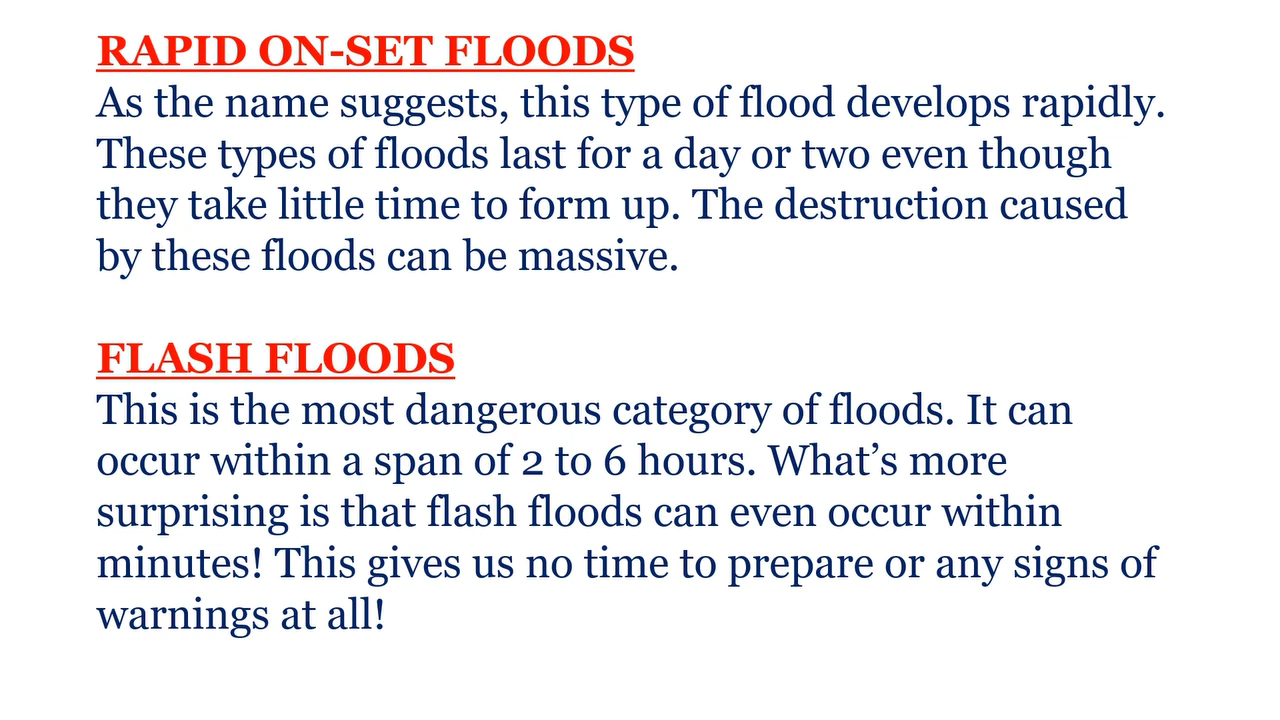 RAPID ON-SET FLOODS
As the name suggests, this type of flood develops rapidly.
These types of floods last for a day or two even though
they take little time to form up. The destruction caused
by these floods can be massive.
FLASH FLOODS
This is the most dangerous category of floods. It can
occur within a span of 2 to 6 hours. What’s more
surprising is that flash floods can even occur within
minutes! This gives us no time to prepare or any signs of
warnings at all!